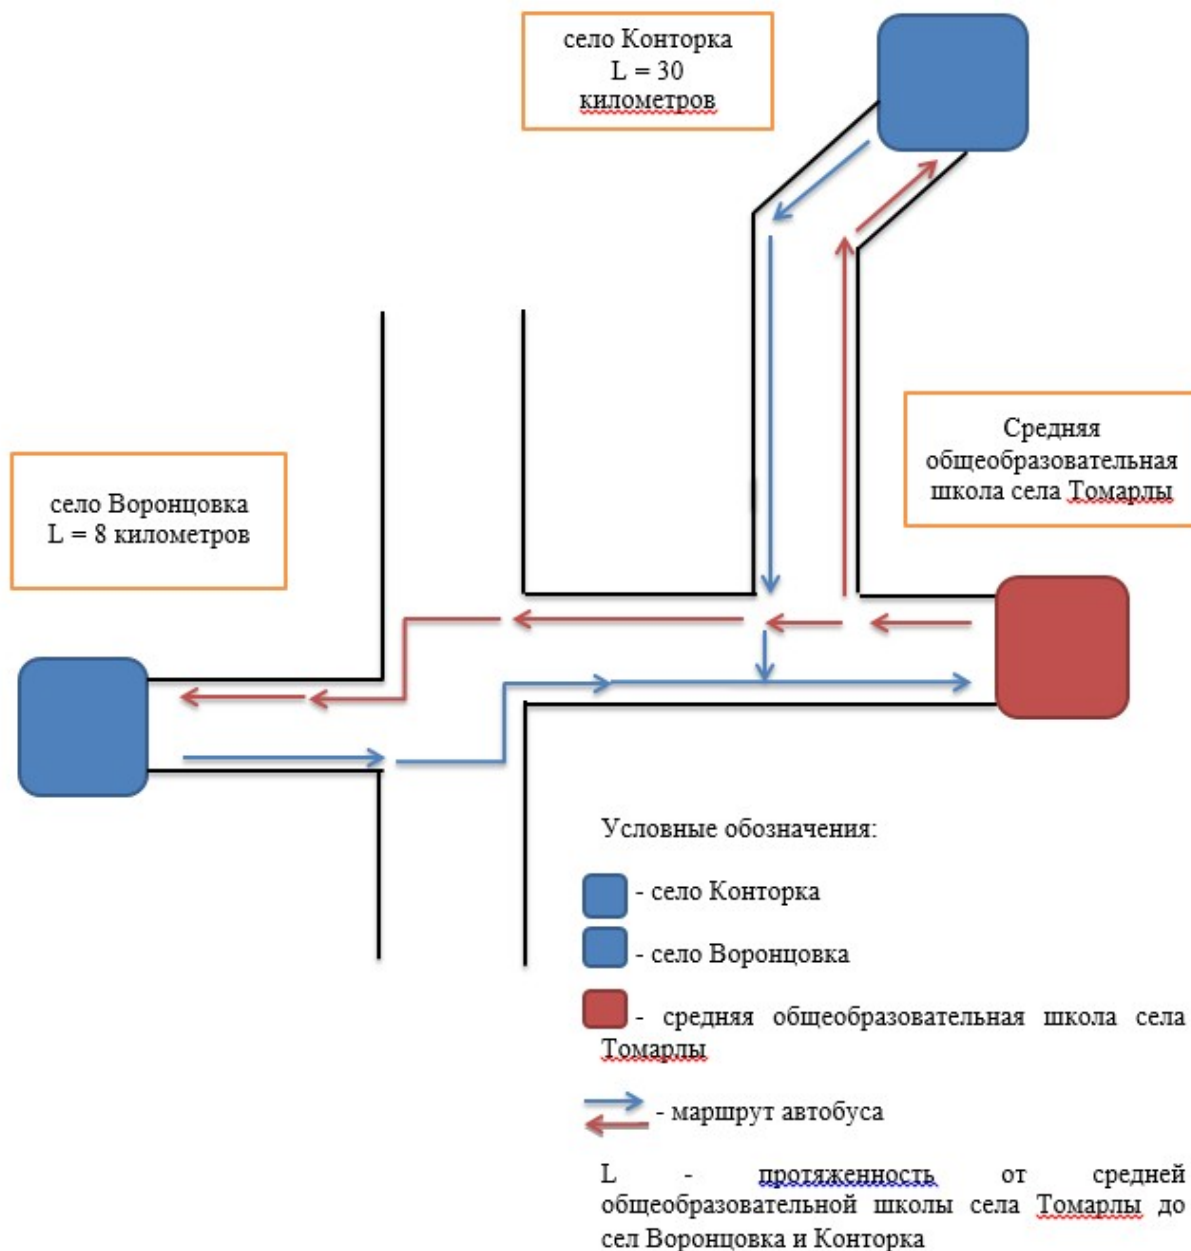 село Конторка
L = 30
километров
Средняя
общеобразовательная
школа села Томарлы
село Воронцовка
L = 8 километров
Условные обозначения:
- село Конторка
- село Воронцовка
- средняя общеобразовательная школа села
Томарлы
- маршрут автобуса
L - протяженность от средней
общеобразовательной школы села Томарлы до
сел Воронцовка и Конторка